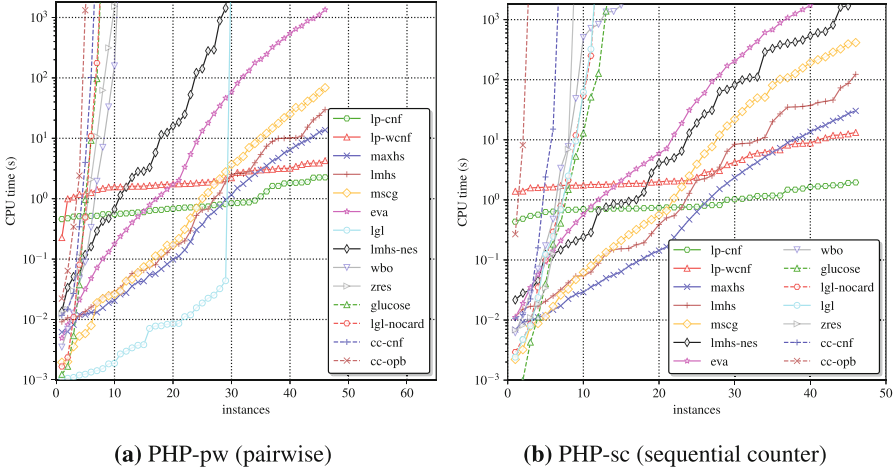 10³
10²
10¹
10⁰
10⁻¹
10⁻²
10⁻³
CPU time (s)
0 10 20 30 40 50 60
instances
lp-cnf
lp-wcnf
maxhs
lmhs
mscg
eva
lgl
lmhs-nes
wbo
zres
glucose
lgl-nocard
cc-cnf
cc-opb
(a) PHP-pw (pairwise)
10³
10²
10¹
10⁰
10⁻¹
10⁻²
10⁻³
CPU time (s)
0 10 20 30 40 50
instances
lp-cnf
lp-wcnf
maxhs
lmhs
mscg
lmhs-nes
eva
wbo
glucose
lgl-nocard
lgl
zres
cc-cnf
cc-opb
(b) PHP-sc (sequential counter)